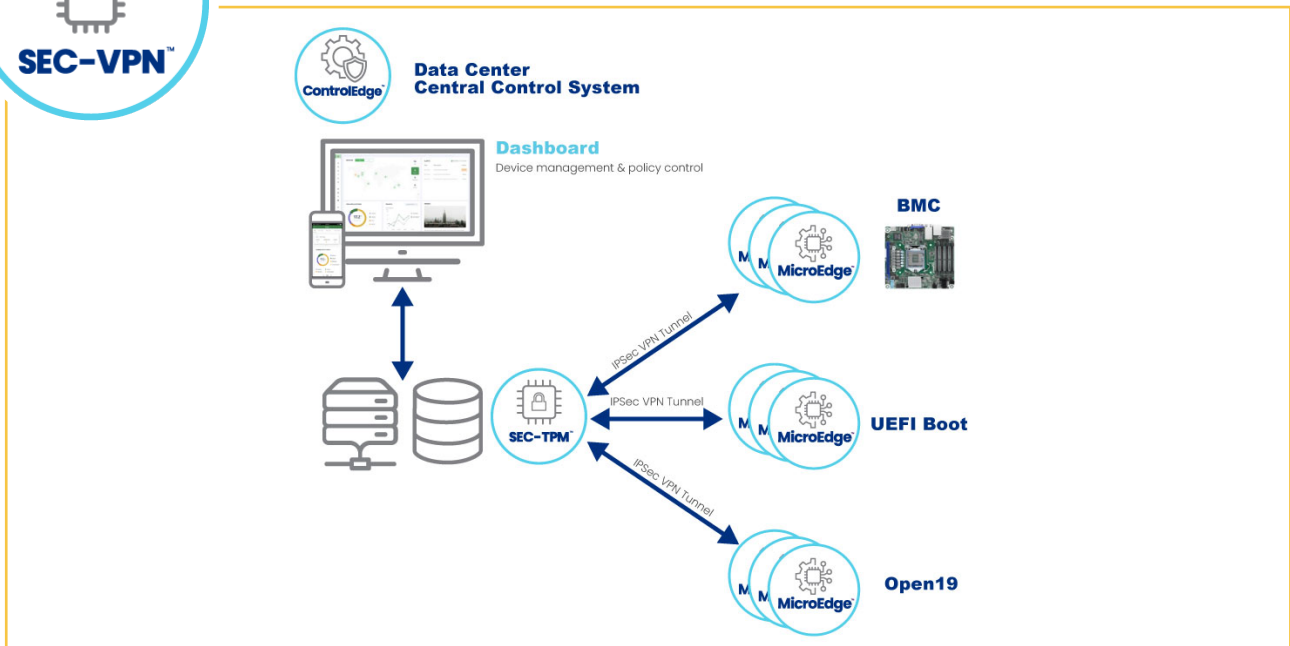 SEC-VPN™
ControlEdge™
Data Center
Central Control System
Dashboard
Device management & policy control
BMC
M
M
MicroEdge™
IPSec VPN Tunnel
IPSec VPN Tunnel
SEC-TPM™
M
M
MicroEdge™
UEFI Boot
IPSec VPN Tunnel
M
M
MicroEdge™
Open19